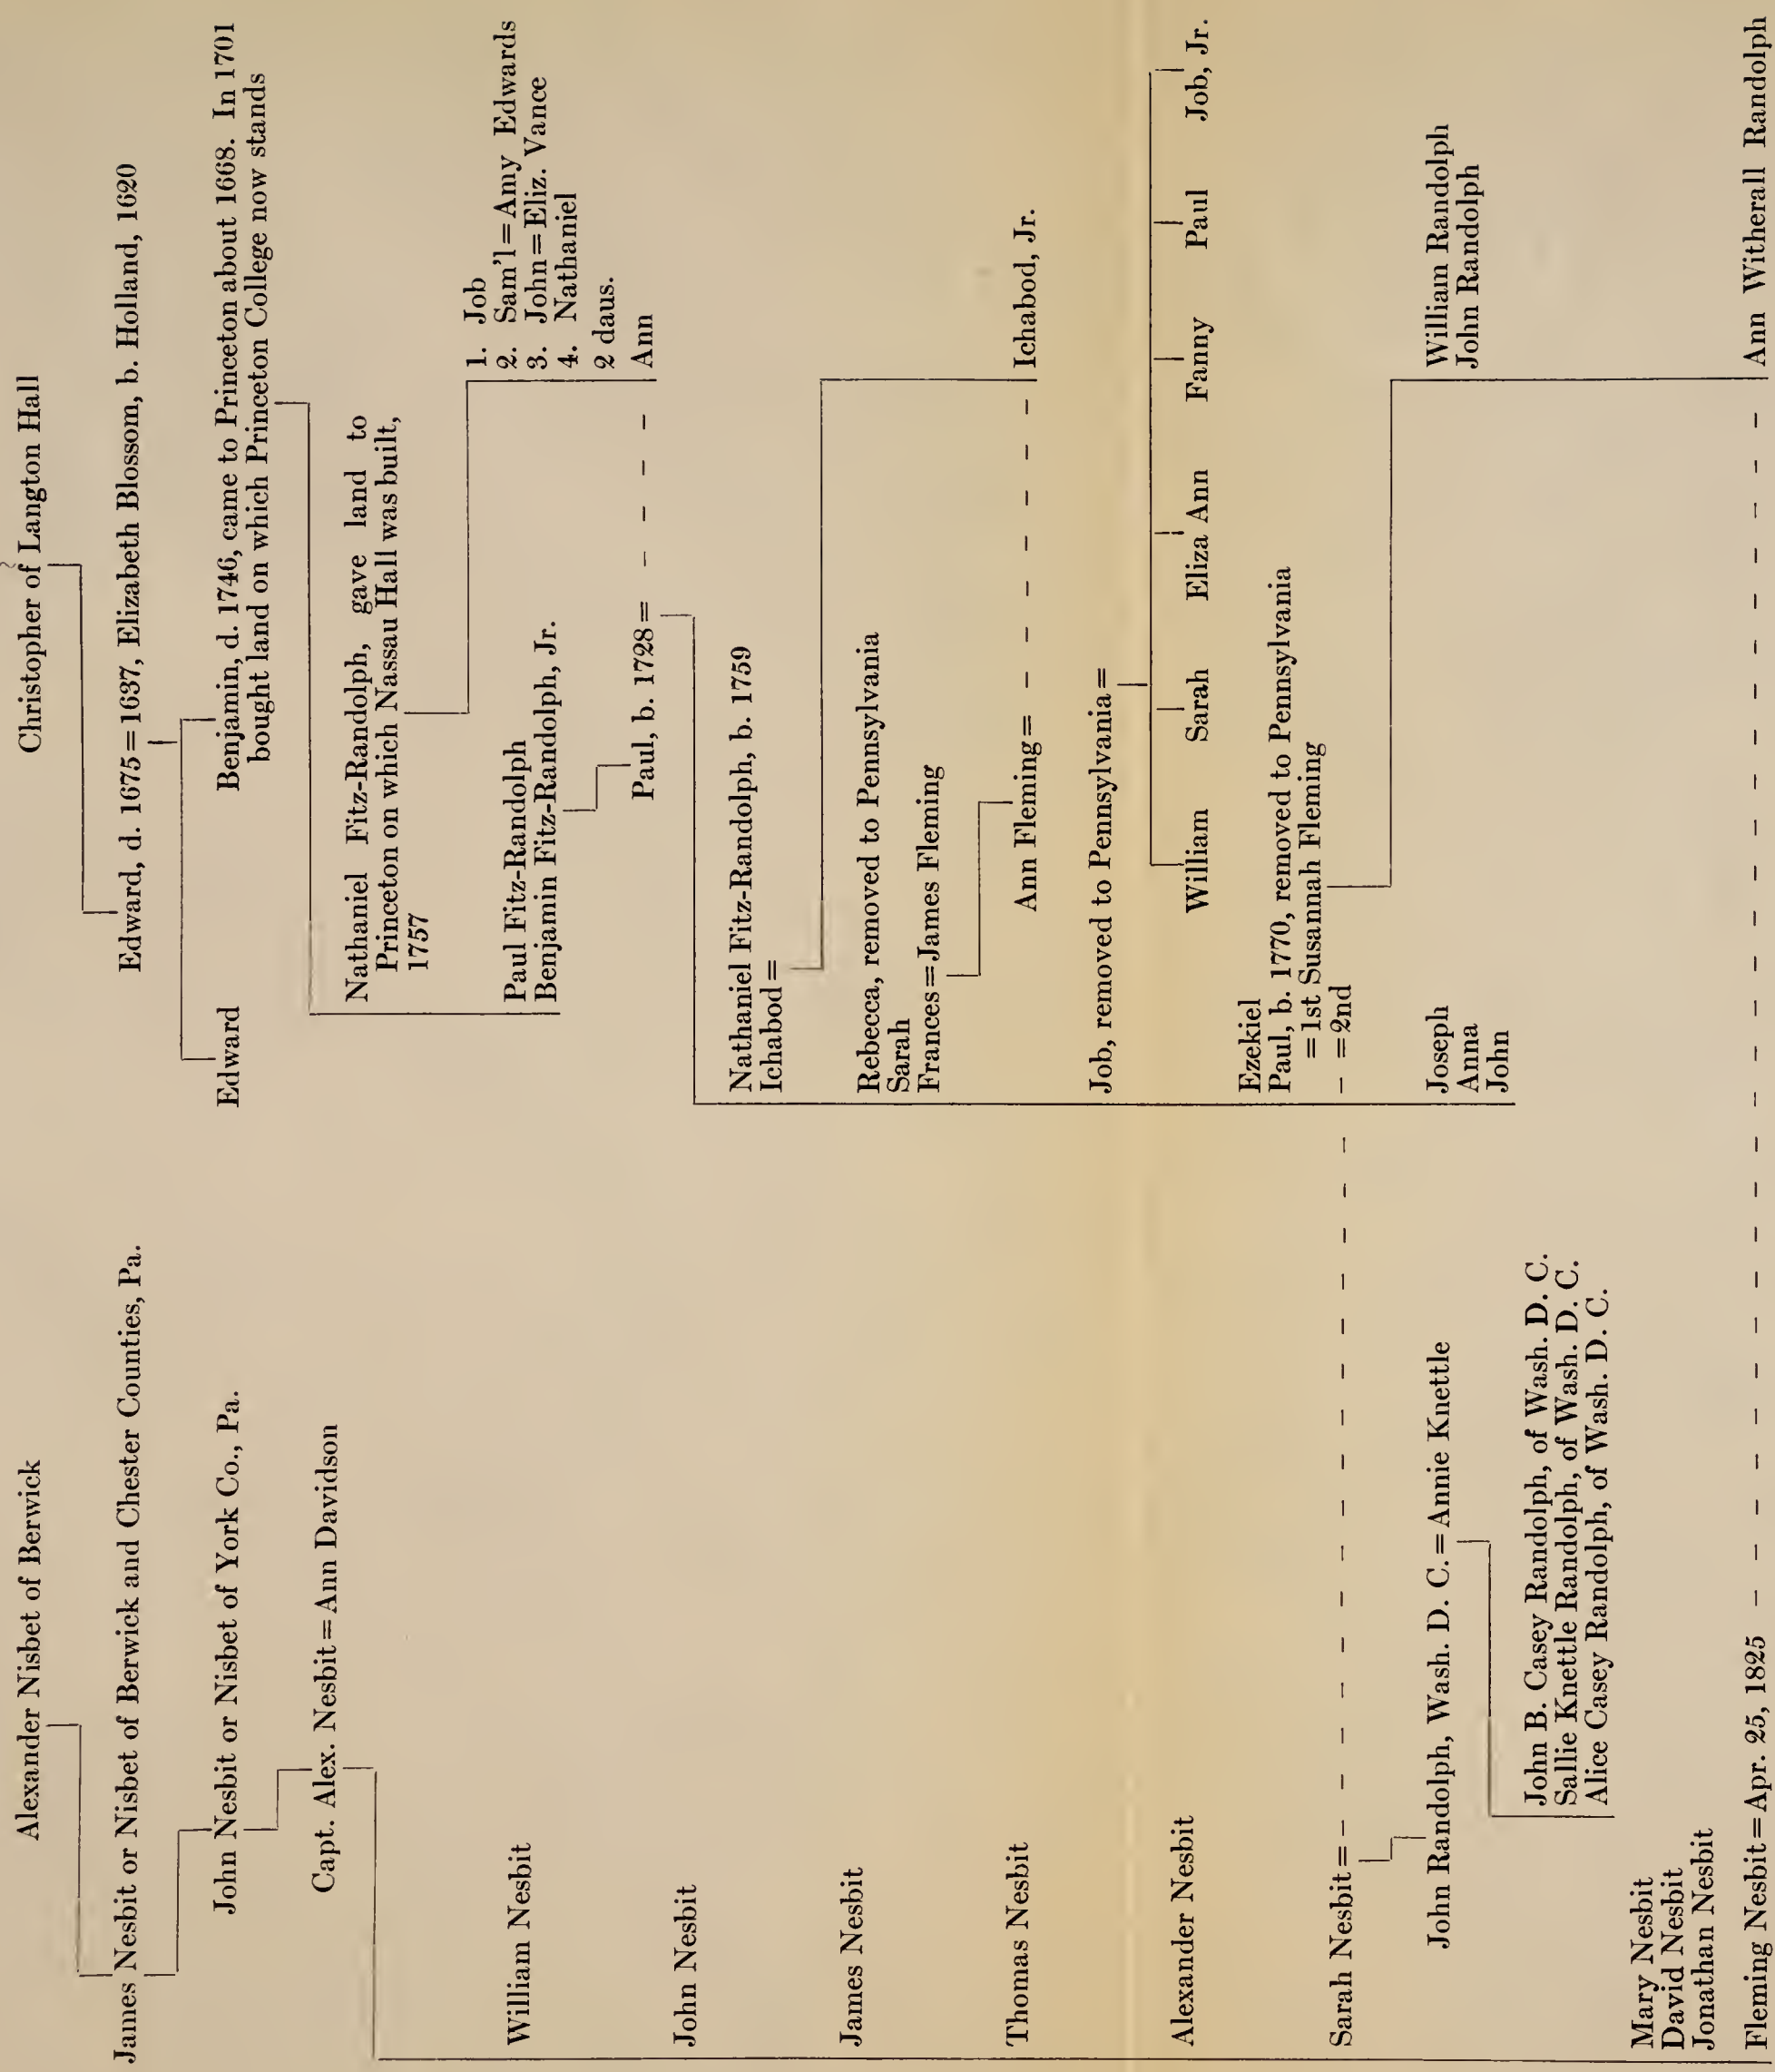 Alexander Nisbet of Berwick
Christopher of Langton Hall
James Nesbit or Nisbet of Berwick and Chester Counties, Pa.
Edward, d. 1675 = 1637, Elizabeth Blossom, b. Holland, 1620
John Nesbit or Nisbet of York Co., Pa.
Edward
Benjamin, d. 1746, came to Princeton about 1668. In 1701
bought land on which Princeton College now stands
Capt. Alex. Nesbit = Ann Davidson
Nathaniel Fitz-Randolph, gave land to
Princeton on which Nassau Hall was built,
1757
1. Job
2. Sam'l = Amy Edwards
3. John = Eliz. Vance
4. Nathaniel
2 daus.
William Nesbit
Paul Fitz-Randolph
Benjamin Fitz-Randolph, Jr.
Paul, b. 1728 = – – – – Ann
John Nesbit
Nathaniel Fitz-Randolph, b. 1759
Ichabod =
James Nesbit
Rebecca, removed to Pennsylvania
Sarah
Frances = James Fleming
Thomas Nesbit
Ann Fleming = – – – – – – – Ichabod, Jr.
Job, removed to Pennsylvania =
Alexander Nesbit
William Sarah Eliza Ann Fanny Paul Job, Jr.
Ezekiel
Paul, b. 1770, removed to Pennsylvania
= 1st Susannah Fleming
Sarah Nesbit = – – – – – – – – – – – – – – – – – = 2nd
John Randolph, Wash. D. C. = Annie Knettle
Joseph
Anna
John
William Randolph
John Randolph
John B. Casey Randolph, of Wash. D. C.
Sallie Knettle Randolph, of Wash. D. C.
Alice Casey Randolph, of Wash. D. C.
Mary Nesbit
David Nesbit
Jonathan Nesbit
Fleming Nesbit = Apr. 25, 1825 – – – – – – – – – – – – – – – – – – – – – – – – – – Ann Witherall Randolph